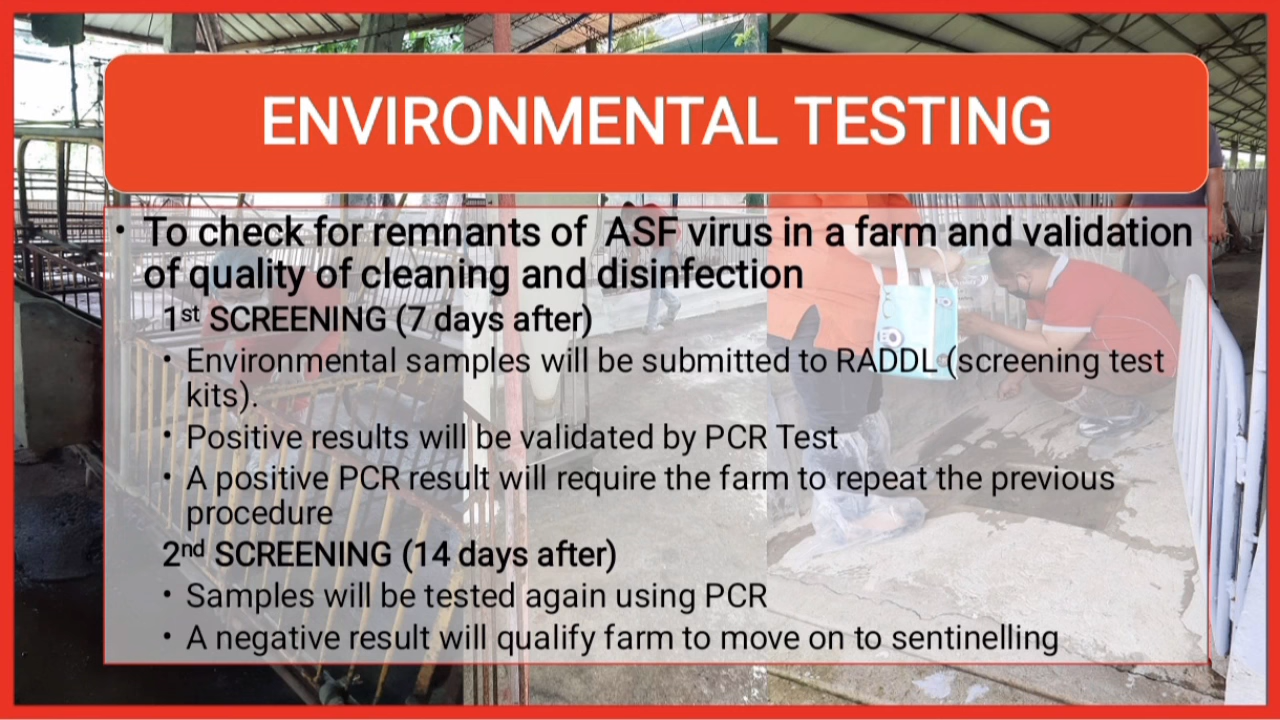 ENVIRONMENTAL TESTING
• To check for remnants of ASF virus in a farm and validation
of quality of cleaning and disinfection
1st SCREENING (7 days after)
• Environmental samples will be submitted to RADDL (screening test
kits).
• Positive results will be validated by PCR Test
• A positive PCR result will require the farm to repeat the previous
procedure
2nd SCREENING (14 days after)
• Samples will be tested again using PCR
• A negative result will qualify farm to move on to sentinelling